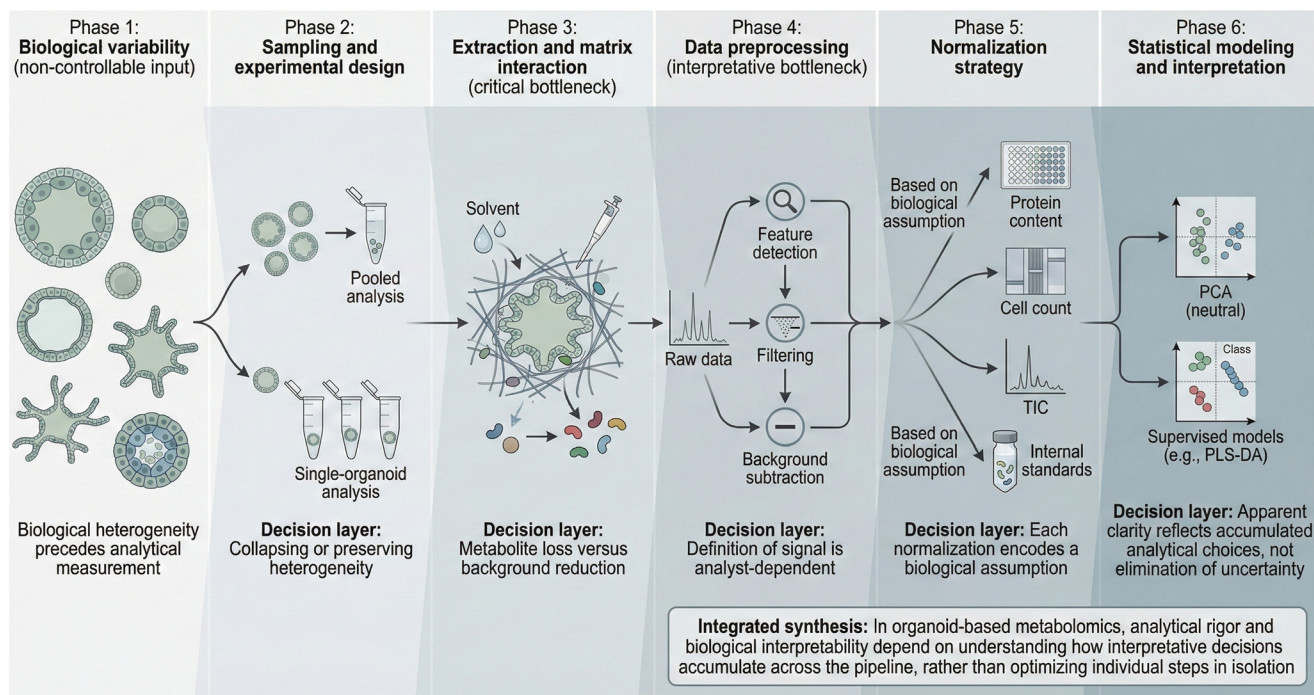 Phase 1:
Biological variability
(non-controllable input)
Phase 2:
Sampling and
experimental design
Phase 3:
Extraction and matrix
interaction
(critical bottleneck)
Phase 4:
Data preprocessing
(interpretative bottleneck)
Phase 5:
Normalization
strategy
Phase 6:
Statistical modeling
and interpretation
Biological heterogeneity
precedes analytical
measurement
Pooled
analysis
Single-organoid
analysis
Decision layer:
Collapsing or preserving
heterogeneity
Solvent
Decision layer:
Metabolite loss versus
background reduction
Raw data
Feature
detection
Filtering
Background
subtraction
Decision layer:
Definition of signal is
analyst-dependent
Based on
biological
assumption
Protein
content
Cell count
TIC
Based on
biological
assumption
Internal
standards
Decision layer: Each
normalization encodes a
biological assumption
PCA
(neutral)
Class
Supervised models
(e.g., PLS-DA)
Decision layer: Apparent
clarity reflects accumulated
analytical choices, not
elimination of uncertainty
Integrated synthesis: In organoid-based metabolomics, analytical rigor and
biological interpretability depend on understanding how interpretative decisions
accumulate across the pipeline, rather than optimizing individual steps in isolation